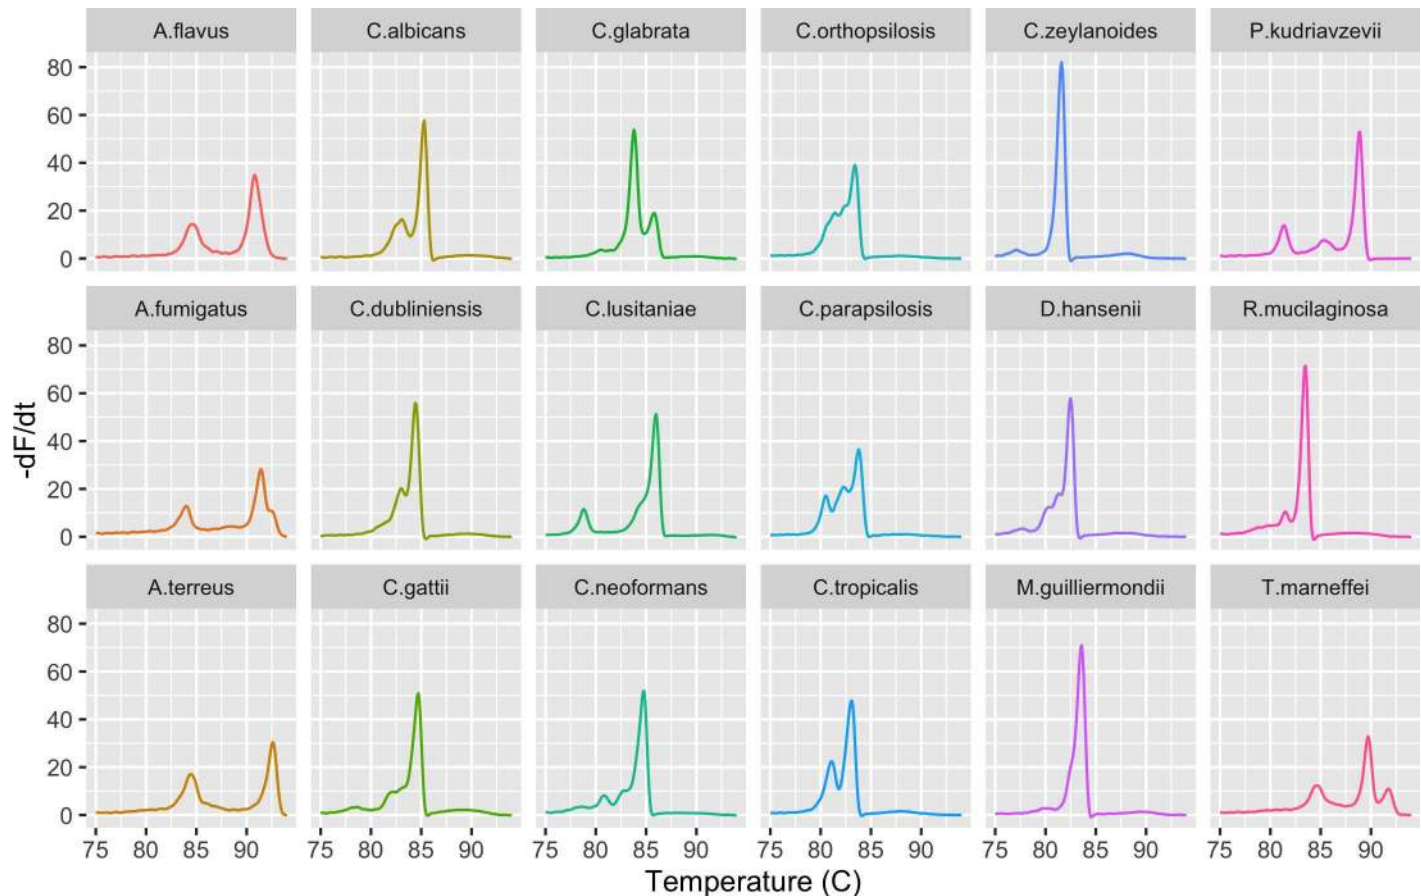 A.flavus C.albicans C.glabrata C.orthopsilosis C.zeylanoides P.kudriavzevii
80
60
40
20
0
A.fumigatus C.dubliniensis C.lusitaniae C.parapsilosis D.hansenii R.mucilaginosa
80
60
40
20
0
-dF/dt
A.terreus C.gattii C.neoformans C.tropicalis M.guilliermondii T.marneffei
80
60
40
20
0
75 80 85 90 75 80 85 90 75 80 85 90 75 80 85 90 75 80 85 90 75 80 85 90
Temperature (C)